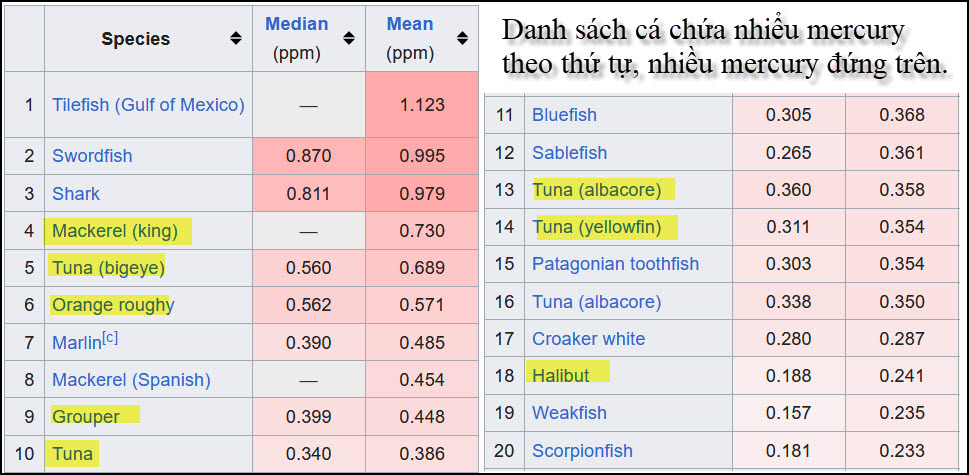 Species Median (ppm) Mean (ppm)
1 Tilefish (Gulf of Mexico) — 1.123
2 Swordfish 0.870 0.995
3 Shark 0.811 0.979
4 Mackerel (king) — 0.730
5 Tuna (bigeye) 0.560 0.689
6 Orange roughy 0.562 0.571
7 Marlin[c] 0.390 0.485
8 Mackerel (Spanish) — 0.454
9 Grouper 0.399 0.448
10 Tuna 0.340 0.386
Danh sách cá chứa nhiều mercury
theo thứ tự, nhiều mercury đứng trên.
11 Bluefish 0.305 0.368
12 Sablefish 0.265 0.361
13 Tuna (albacore) 0.360 0.358
14 Tuna (yellowfin) 0.311 0.354
15 Patagonian toothfish 0.303 0.354
16 Tuna (albacore) 0.338 0.350
17 Croaker white 0.280 0.287
18 Halibut 0.188 0.241
19 Weakfish 0.157 0.235
20 Scorpionfish 0.181 0.233